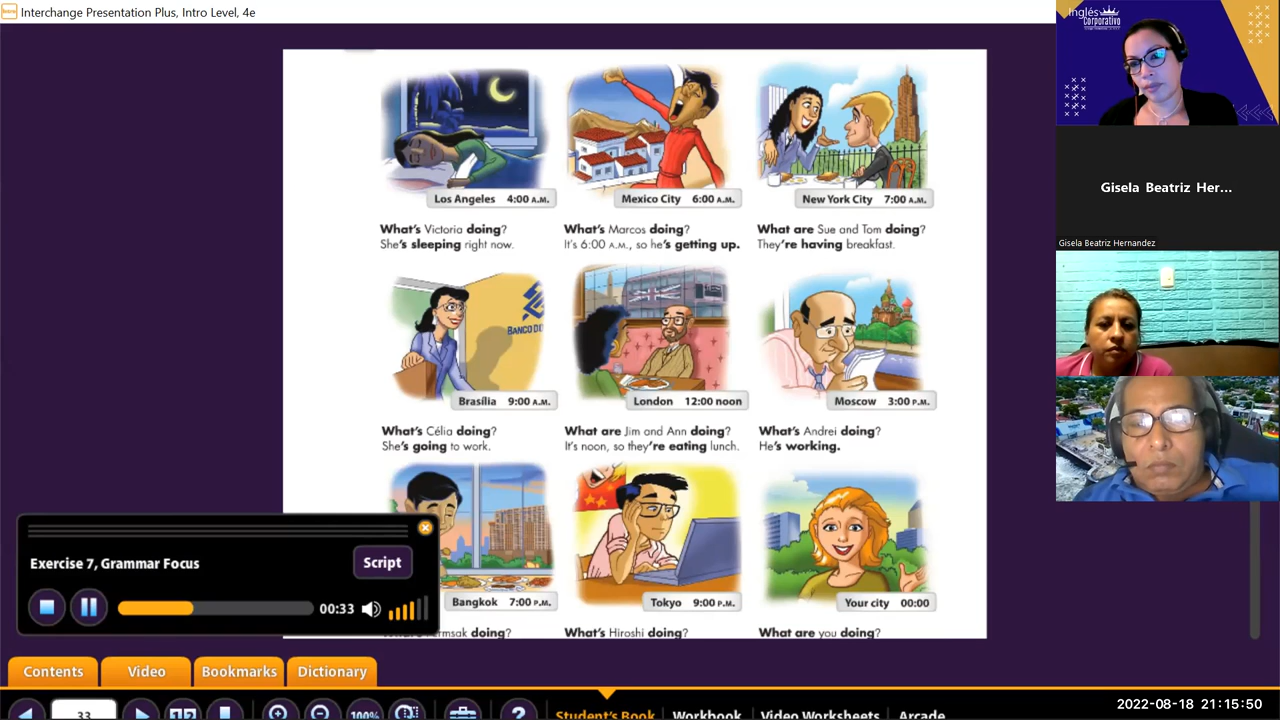 Interchange Presentation Plus, Intro Level, 4e
Inglés
Corporativo
Gisela Beatriz Her...
Gisela Beatriz Hernandez
Los Angeles 4:00 A.M.
Mexico City 6:00 A.M.
New York City 7:00 A.M.
What's Victoria doing?
She's sleeping right now.
What's Marcos doing?
It's 6:00 A.M., so he's getting up.
What are Sue and Tom doing?
They're having breakfast.
BANCO D
Brasília 9:00 A.M.
London 12:00 noon
Moscow 3:00 P.M.
What's Célia doing?
She's going to work.
What are Jim and Ann doing?
It's noon, so they're eating lunch.
What's Andrei doing?
He's working.
Bangkok 7:00 P.M.
Tokyo 9:00 P.M.
Your city 00:00
doing?
What's Hiroshi doing?
What are you doing?
Exercise 7, Grammar Focus
Script
00:33
Contents
Video
Bookmarks
Dictionary
33
100%
?
Student's Book
Workbook
Video Worksheets
Arcade
2022-08-18 21:15:50